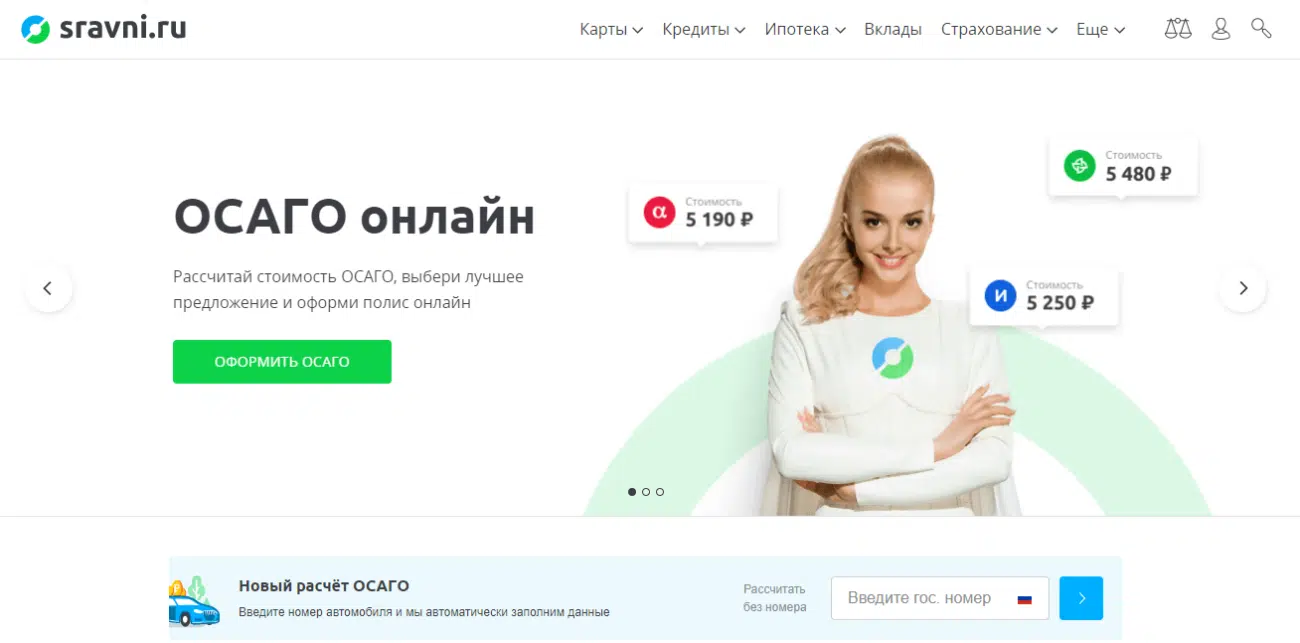 sravni.ru
Карты
Кредиты
Ипотека
Вклады
Страхование
Еще
ОСАГО онлайн
Рассчитай стоимость ОСАГО, выбери лучшее
предложение и оформи полис онлайн
ОФОРМИТЬ ОСАГО
α
Стоимость
5 190 ₽
Стоимость
5 480 ₽
И
Стоимость
5 250 ₽
Новый расчёт ОСАГО
Введите номер автомобиля и мы автоматически заполним данные
Рассчитать
без номера
Введите гос. номер